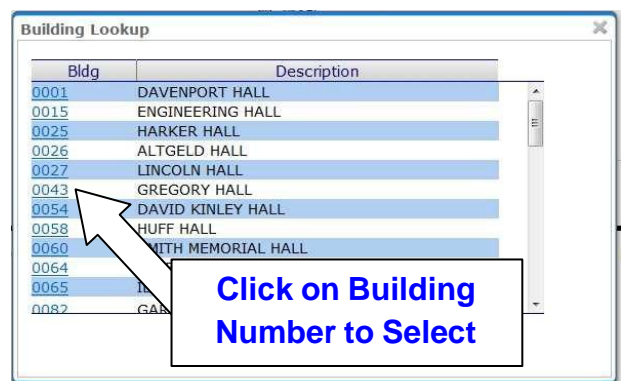 Building Lookup
Bldg Description
0001 DAVENPORT HALL
0015 ENGINEERING HALL
0025 HARKER HALL
0026 ALTGELD HALL
0027 LINCOLN HALL
0043 GREGORY HALL
0054 DAVID KINLEY HALL
0058 HUFF HALL
0060 MEMORIAL HALL
0064
0065
0082
Click on Building
Number to Select